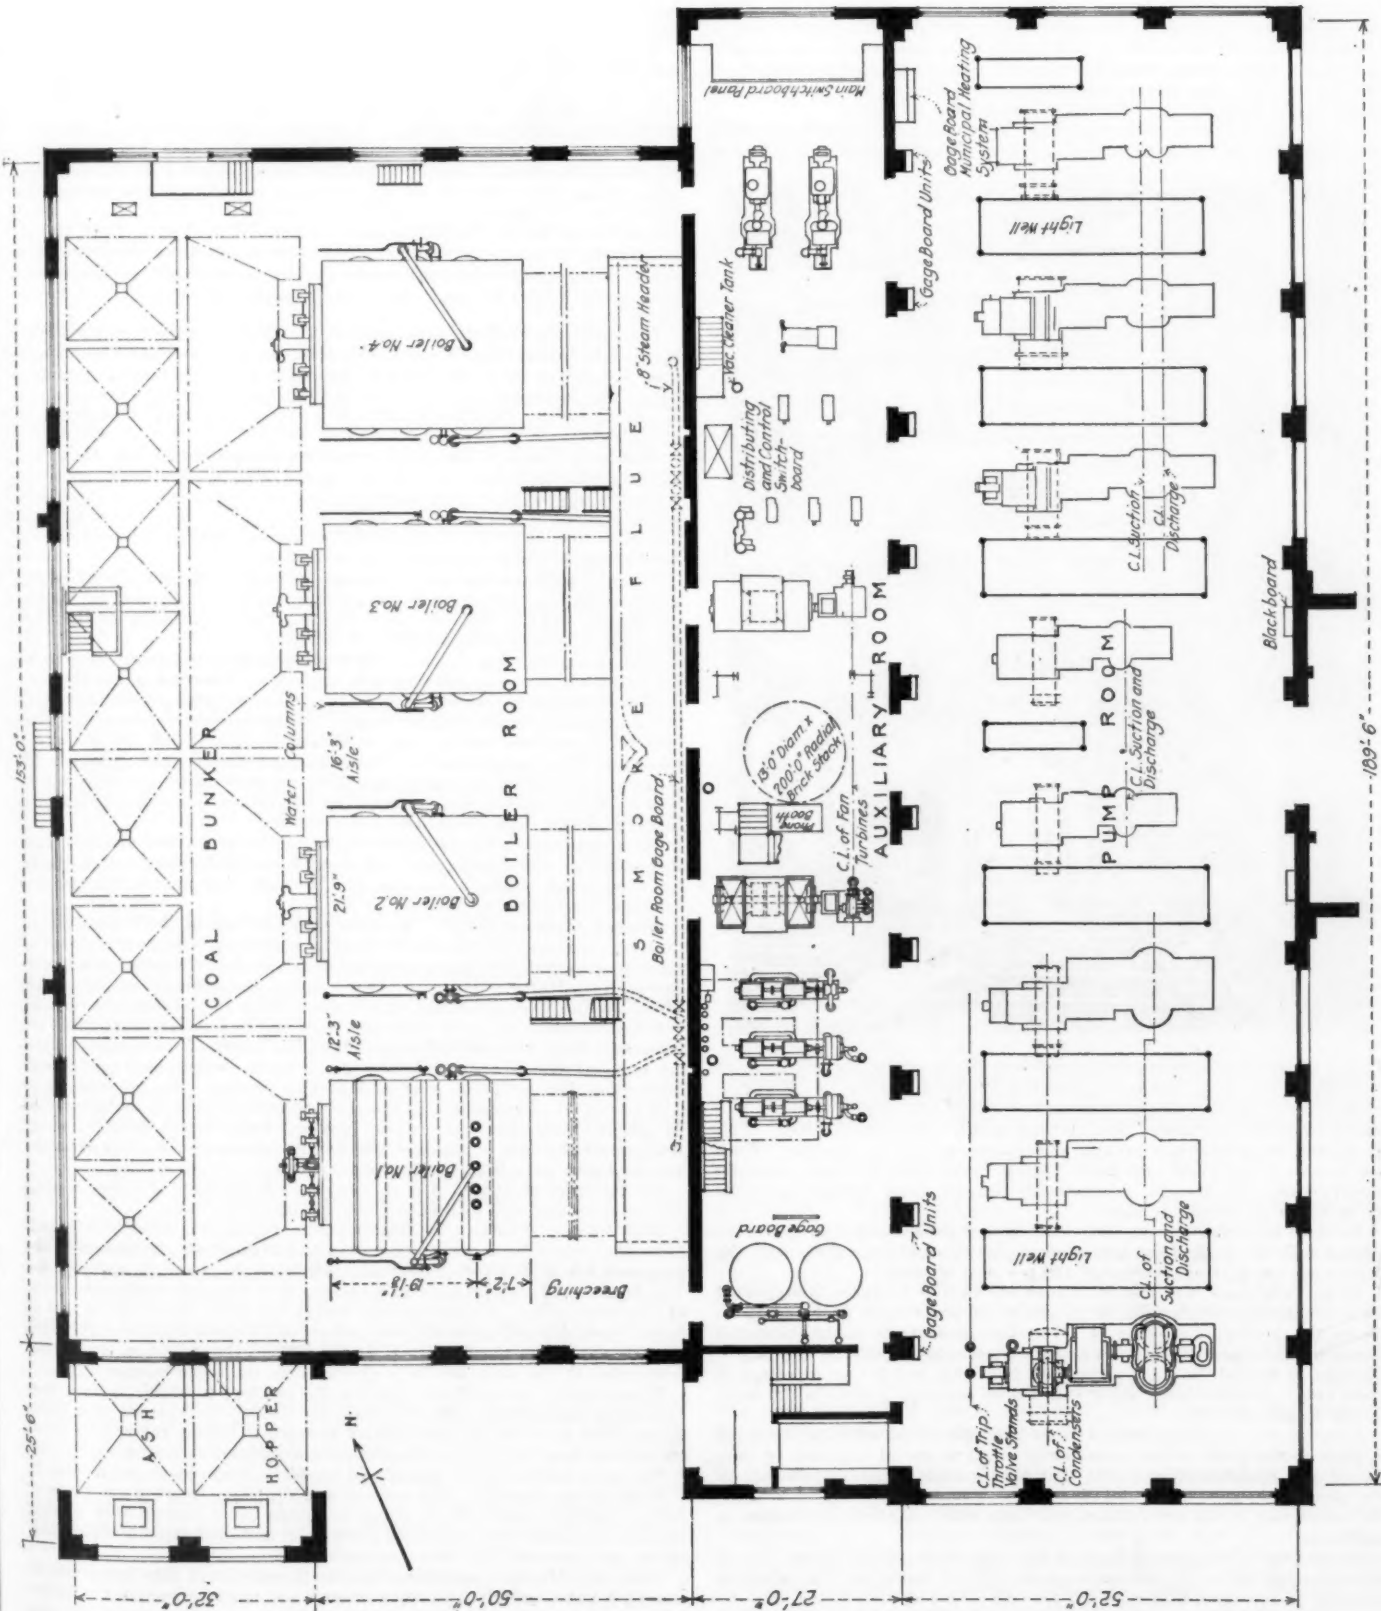 Main Switchboard Panel
Gage Board
Municipal Heating
System
Gage Board Units
Light Well
153'-0"
Boiler No.4
8" Steam Header
Vac. Cleaner Tank
Distributing
and Control
Switch-
board
C.L. Suction
C.L.
Discharge
Blackboard
189'-6"
COAL BUNKER
Water Columns
Boiler No.3
16'-3"
Aisle
BOILER ROOM
SMOKE FLUE
Boiler Room Gage Board
13'0" Diam. x
200'-0" Radial
Brick Stack
Phone
Booth
C.L. of Fan
Turbines
AUXILIARY ROOM
PUMP ROOM
C.L. Suction and
Discharge
21'.9"
Boiler No.2
12'-3"
Aisle
Boiler No.1
7'-2"
Breeching
Gage Board
Gage Board Units
Light Well
C.L. of
Suction and
Discharge
25'-6"
ASH
HOPPER
N.
C.L. of Trip.
Throttle
Valve Stands
C.L. of
Condensers
32'-0"
50'-0"
27'-0"
52'-0"